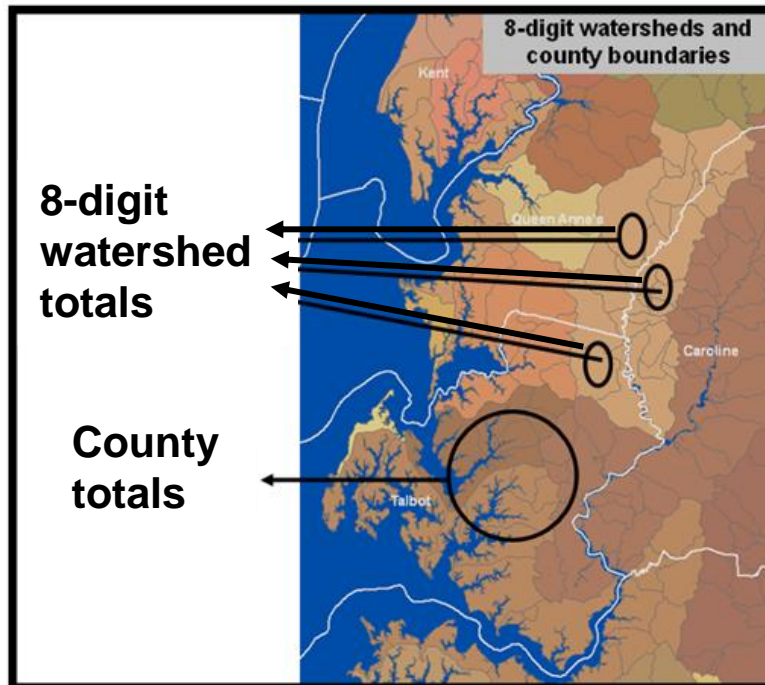 8-digit watersheds and
county boundaries
Kent
8-digit
watershed
totals
Queen Anne's
Caroline
County
totals
Talbot